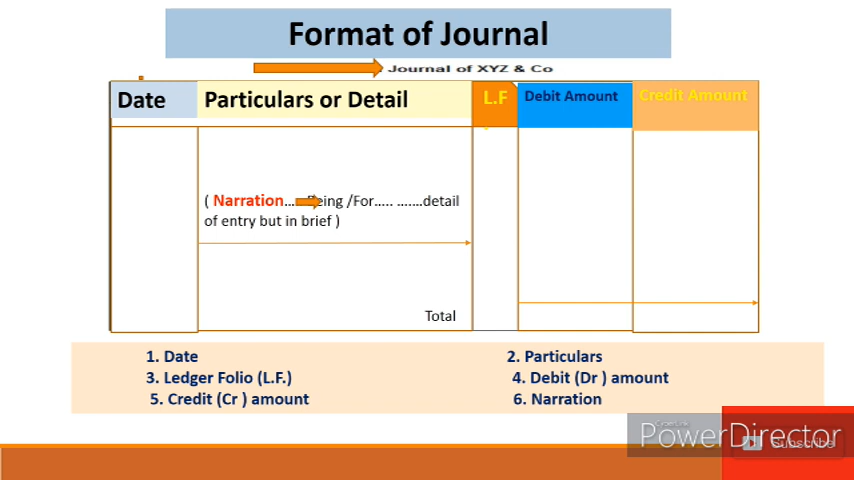 Format of Journal
Journal of XYZ & Co
Date Particulars or Detail L.F Debit Amount Credit Amount
( Narration.... Being /For..... .......detail
of entry but in brief )
Total
1. Date 2. Particulars
3. Ledger Folio (L.F.) 4. Debit (Dr ) amount
5. Credit (Cr ) amount 6. Narration
CyberLink
PowerDirector
Subscribe